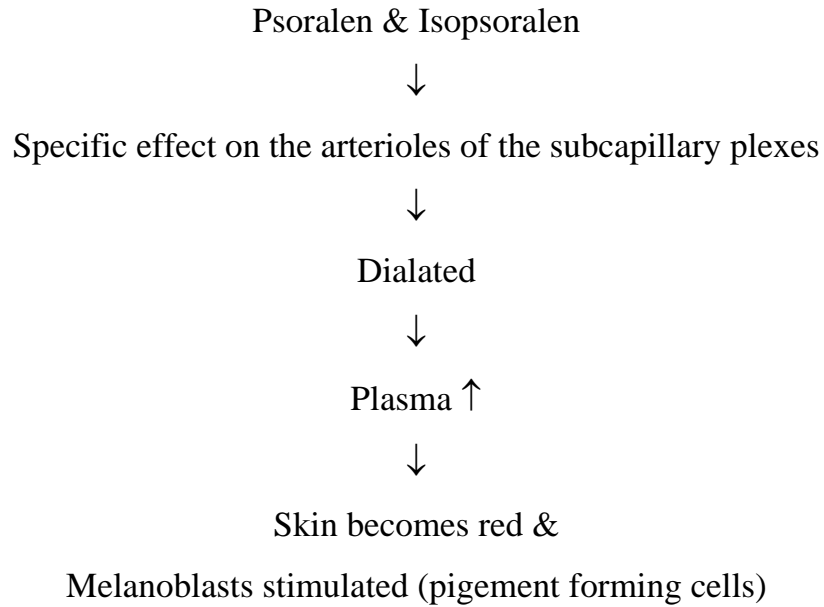 Psoralen & Isopsoralen
↓
Specific effect on the arterioles of the subcapillary plexes
↓
Dialated
↓
Plasma ↑
↓
Skin becomes red &
Melanoblasts stimulated (pigement forming cells)